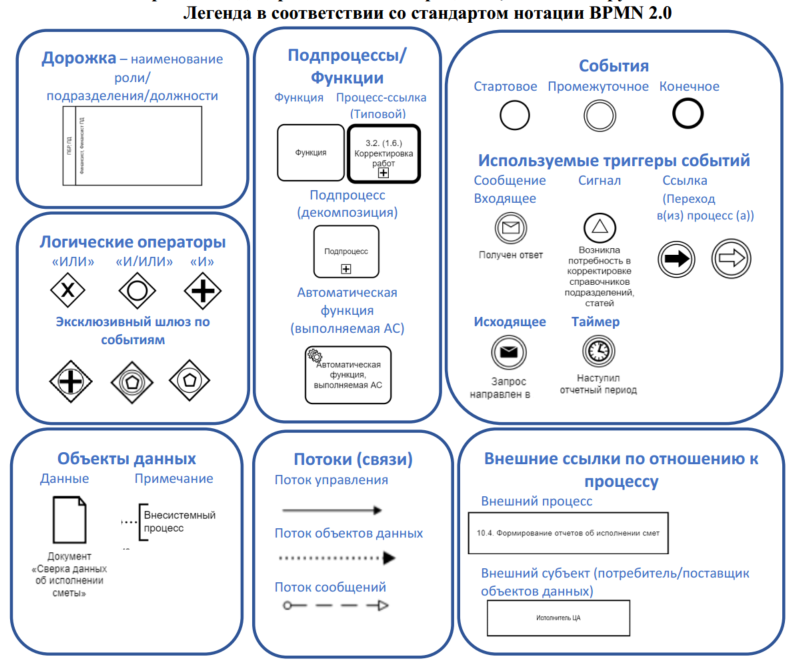 Легенда в соответствии со стандартом нотации BPMN 2.0
Дорожка – наименование
роли/
подразделения/должности
Логические операторы
«ИЛИ» «И/ИЛИ» «И»
X
Эксклюзивный шлюз по
событиям
Подпроцессы/
Функции
Функция Процесс-ссылка
(Типовой)
Функция
3.2. (1.6.)
Корректировка
работ
Подпроцесс
(декомпозиция)
Подпроцесс
Автоматическая
функция
(выполняемая АС)
Автоматическая
функция,
выполняемая АС
События
Стартовое Промежуточное Конечное
Используемые триггеры событий
Сообщение Сигнал Ссылка
Входящее
(Переход
в(из) процесс (а))
Получен ответ
Возникла
потребность в
корректировке
справочников
подразделений,
статей
Исходящее Таймер
Запрос
направлен в
Наступил
отчетный период
Объекты данных
Данные Примечание
Внесистемный
процесс
Документ
«Сверка данных
об исполнении
сметы»
Потоки (связи)
Поток управления
Поток объектов данных
Поток сообщений
Внешние ссылки по отношению к
процессу
Внешний процесс
10.4. Формирование отчетов об исполнении смет
Внешний субъект (потребитель/поставщик
объектов данных)
Исполнитель ЦА